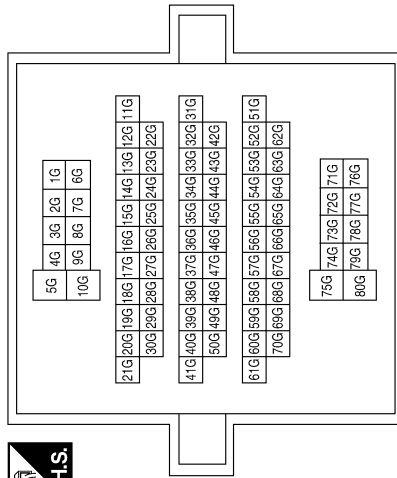 H.S.
5G 4G 3G 2G 1G
10G 9G 8G 7G 6G
21G 20G 19G 18G 17G 16G 15G 14G 13G 12G 11G
30G 29G 28G 27G 26G 25G 24G 23G 22G
41G 40G 39G 38G 37G 36G 35G 34G 33G 32G 31G
50G 49G 48G 47G 46G 45G 44G 43G 42G
61G 60G 59G 58G 57G 56G 55G 54G 53G 52G 51G
70G 69G 68G 67G 66G 65G 64G 63G 62G
75G 74G 73G 72G 71G
80G 79G 78G 77G 76G